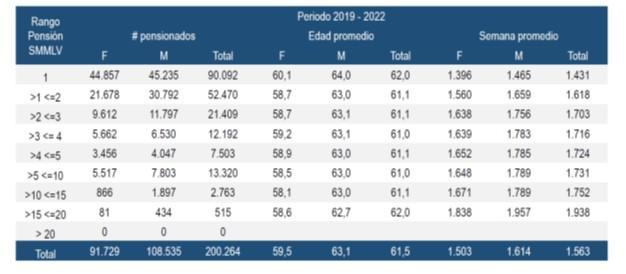 Periodo 2019 - 2022
Rango Pensión SMMLV # pensionados Edad promedio Semana promedio
F M Total F M Total F M Total
1 44.857 45.235 90.092 60,1 64,0 62,0 1.396 1.465 1.431
>1 <=2 21.678 30.792 52.470 58,7 63,0 61,1 1.560 1.659 1.618
>2 <=3 9.612 11.797 21.409 58,7 63,1 61,1 1.638 1.756 1.703
>3 <= 4 5.662 6.530 12.192 59,2 63,1 61,0 1.639 1.783 1.716
>4 <=5 3.456 4.047 7.503 58,9 63,0 61,1 1.652 1.785 1.724
>5 <=10 5.517 7.803 13.320 58,5 63,0 61,0 1.648 1.789 1.731
>10 <=15 866 1.897 2.763 58,1 63,0 61,1 1.671 1.789 1.752
>15 <=20 81 434 515 58,6 62,7 62,0 1.838 1.957 1.938
> 20 0 0 0
Total 91.729 108.535 200.264 59,5 63,1 61,5 1.503 1.614 1.563